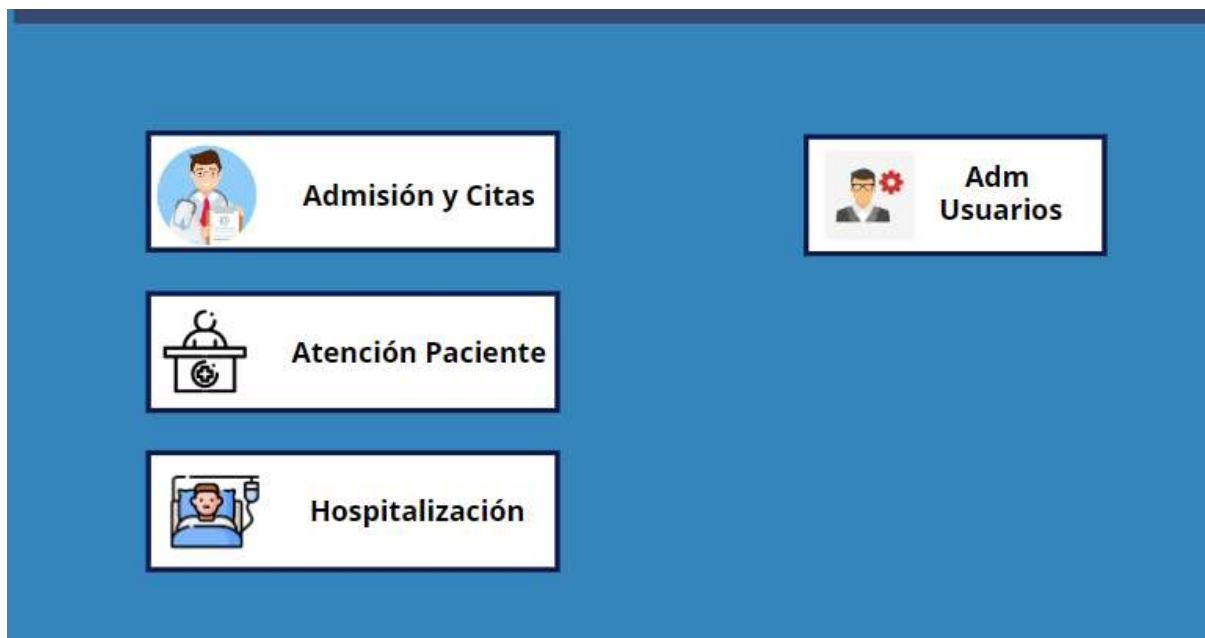 Admisión y Citas
Adm
Usuarios
Atención Paciente
Hospitalización